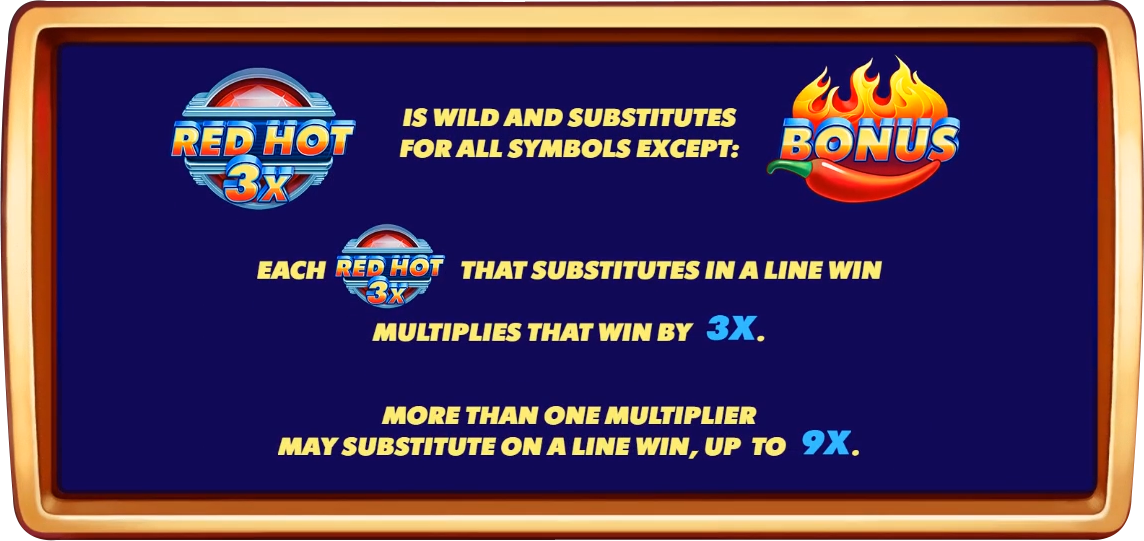 RED HOT
3X
IS WILD AND SUBSTITUTES
FOR ALL SYMBOLS EXCEPT:
BONUS
EACH RED HOT 3X THAT SUBSTITUTES IN A LINE WIN
MULTIPLIES THAT WIN BY 3X.
MORE THAN ONE MULTIPLIER
MAY SUBSTITUTE ON A LINE WIN, UP TO 9X.